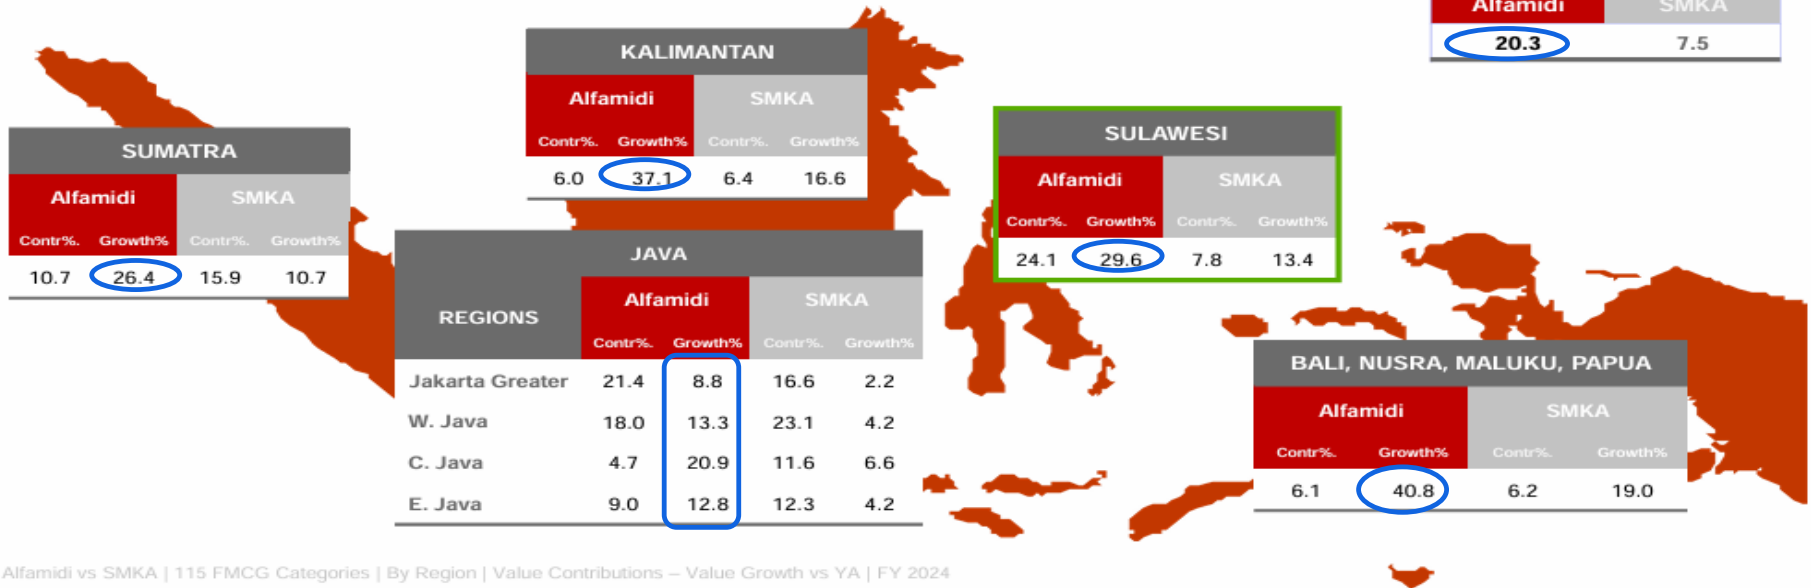 Alfamidi SMKA
20.3 7.5
KALIMANTAN
Alfamidi SMKA
Contr%. Growth% Contr%. Growth%
6.0 37.1 6.4 16.6
SUMATRA
Alfamidi SMKA
Contr%. Growth% Contr%. Growth%
10.7 26.4 15.9 10.7
SULAWESI
Alfamidi SMKA
Contr%. Growth% Contr%. Growth%
24.1 29.6 7.8 13.4
JAVA
REGIONS Alfamidi SMKA
Contr%. Growth% Contr%. Growth%
Jakarta Greater 21.4 8.8 16.6 2.2
W. Java 18.0 13.3 23.1 4.2
C. Java 4.7 20.9 11.6 6.6
E. Java 9.0 12.8 12.3 4.2
BALI, NUSRA, MALUKU, PAPUA
Alfamidi SMKA
Contr%. Growth% Contr%. Growth%
6.1 40.8 6.2 19.0
Alfamidi vs SMKA | 115 FMCG Categories | By Region | Value Contributions – Value Growth vs YA | FY 2024